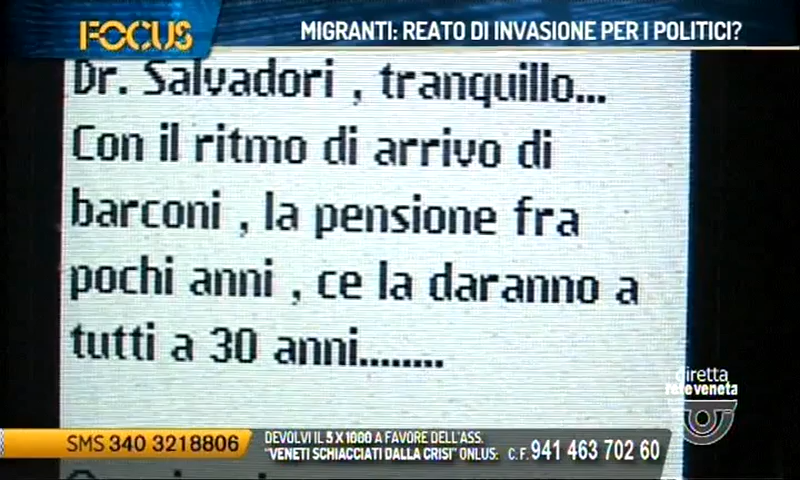 FOCUS
MIGRANTI: REATO DI INVASIONE PER I POLITICI?
Dr. Salvadori , tranquillo...
Con il ritmo di arrivo di
barconi , la pensione fra
pochi anni , ce la daranno a
tutti a 30 anni........
diretta
reteveneta
SMS 340 3218806
DEVOLVI IL 5 X 1000 A FAVORE DELL'ASS.
"VENETI SCHIACCIATI DALLA CRISI" ONLUS: C.F. 941 463 702 60